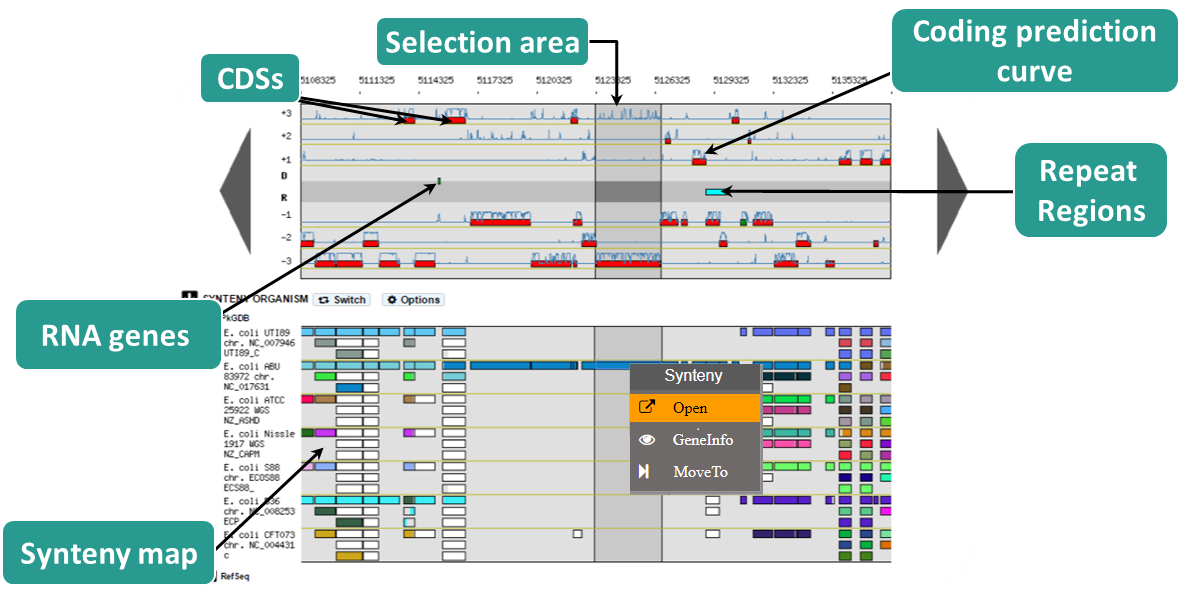 Selection area
Coding prediction
curve
CDSs
5108325 5111325 5114325 5117325 5120325 5123325 5126325 5129325 5132325 5135325
+3
+2
+1
D
R
-1
-2
-3
Repeat
Regions
RNA genes
SYNTENY ORGANISM Switch Options
PkGDB
E. coli UTI89
chr. NC_007946
UTI89_C
E. coli ABU
83972 chr.
NC_017631
E. coli ATCC
25922 WGS
NZ_ASHD
E. coli Nissle
1917 WGS
NZ_CAPM
E. coli S88
chr. ECOS88
ECS88_
E. coli 536
chr. NC_008253
ECP
E. coli CFT073
chr. NC_004431
c
RefSeq
Synteny
Open
GeneInfo
MoveTo
Synteny map